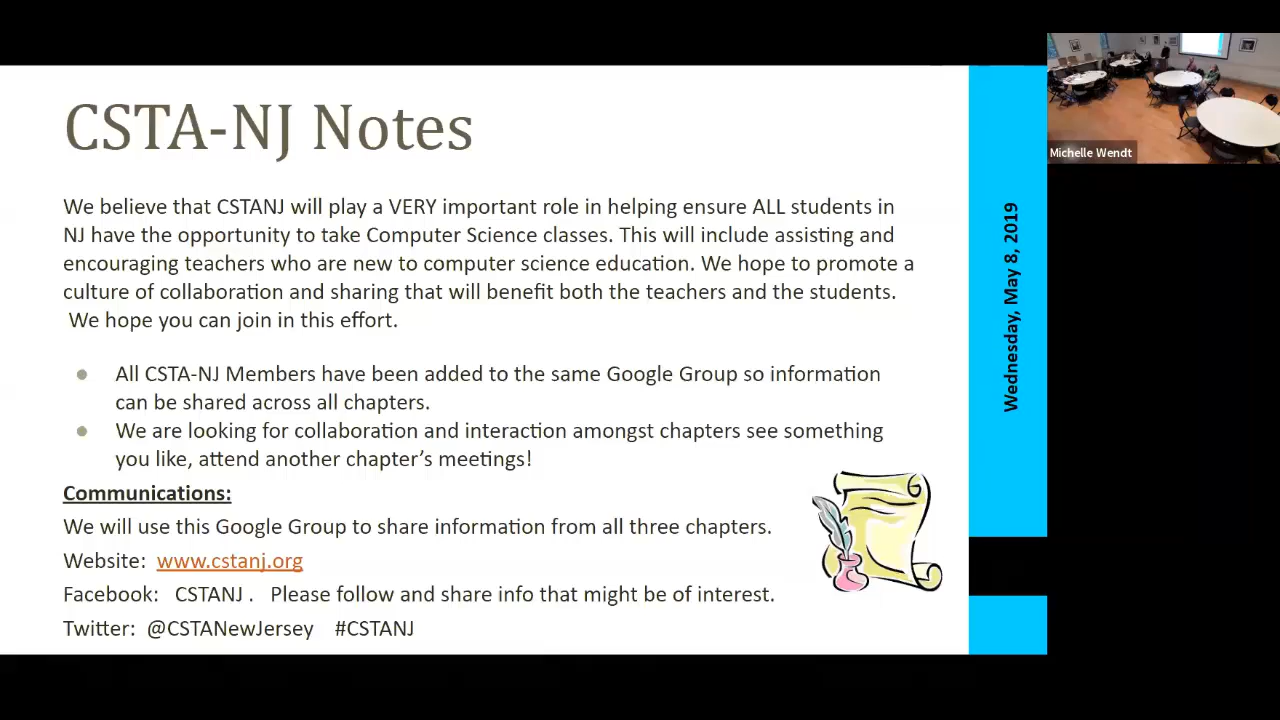 CSTA-NJ Notes
We believe that CSTANJ will play a VERY important role in helping ensure ALL students in
NJ have the opportunity to take Computer Science classes. This will include assisting and
encouraging teachers who are new to computer science education. We hope to promote a
culture of collaboration and sharing that will benefit both the teachers and the students.
We hope you can join in this effort.
All CSTA-NJ Members have been added to the same Google Group so information
can be shared across all chapters.
We are looking for collaboration and interaction amongst chapters see something
you like, attend another chapter's meetings!
Communications:
We will use this Google Group to share information from all three chapters.
Website: www.cstanj.org
Facebook: CSTANJ . Please follow and share info that might be of interest.
Twitter: @CSTANewJersey #CSTANJ
Wednesday, May 8, 2019
Michelle Wendt